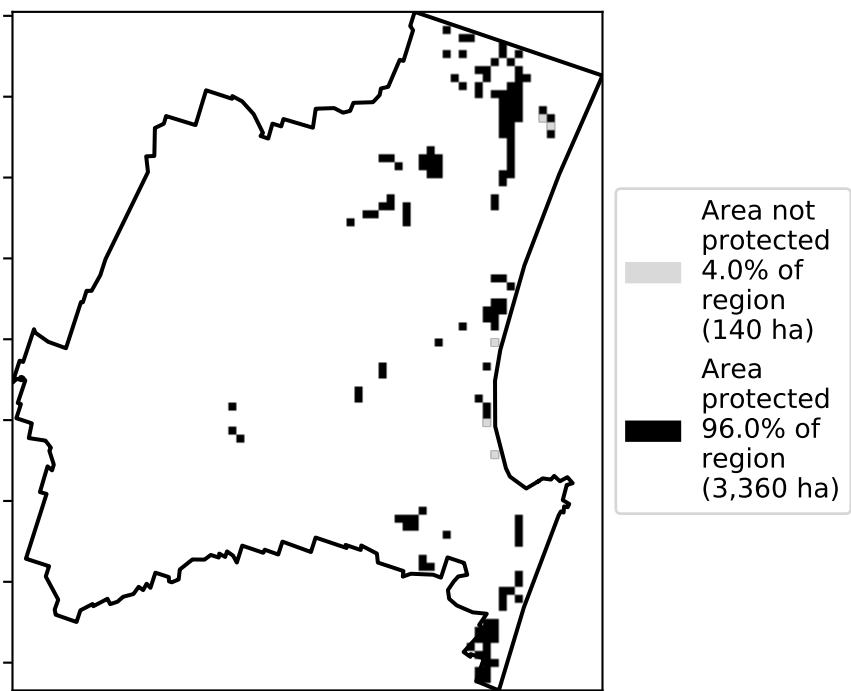 Area not
protected
4.0% of
region
(140 ha)
Area
protected
96.0% of
region
(3,360 ha)